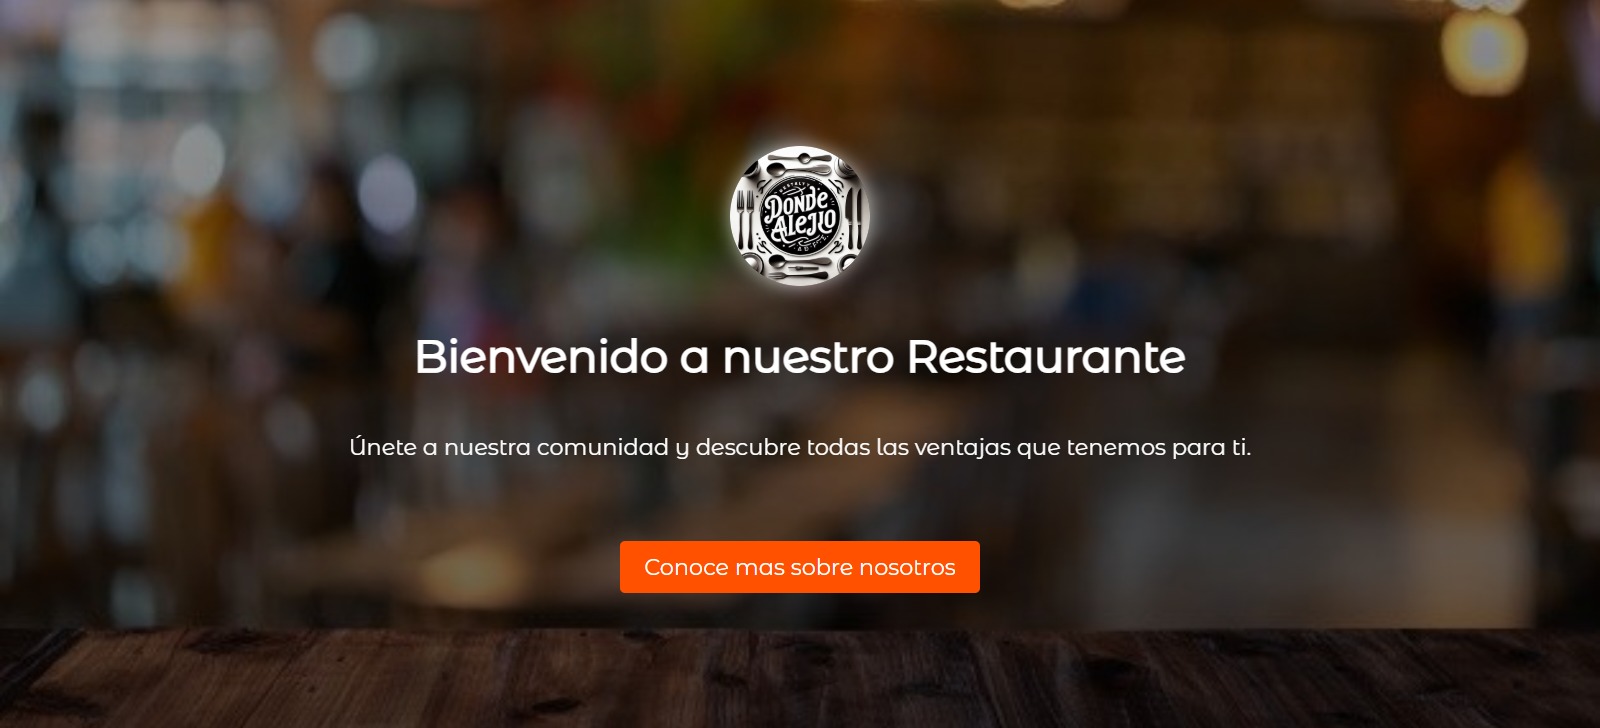 DONDE
ALEJO
Bienvenido a nuestro Restaurante
Únete a nuestra comunidad y descubre todas las ventajas que tenemos para ti.
Conoce mas sobre nosotros